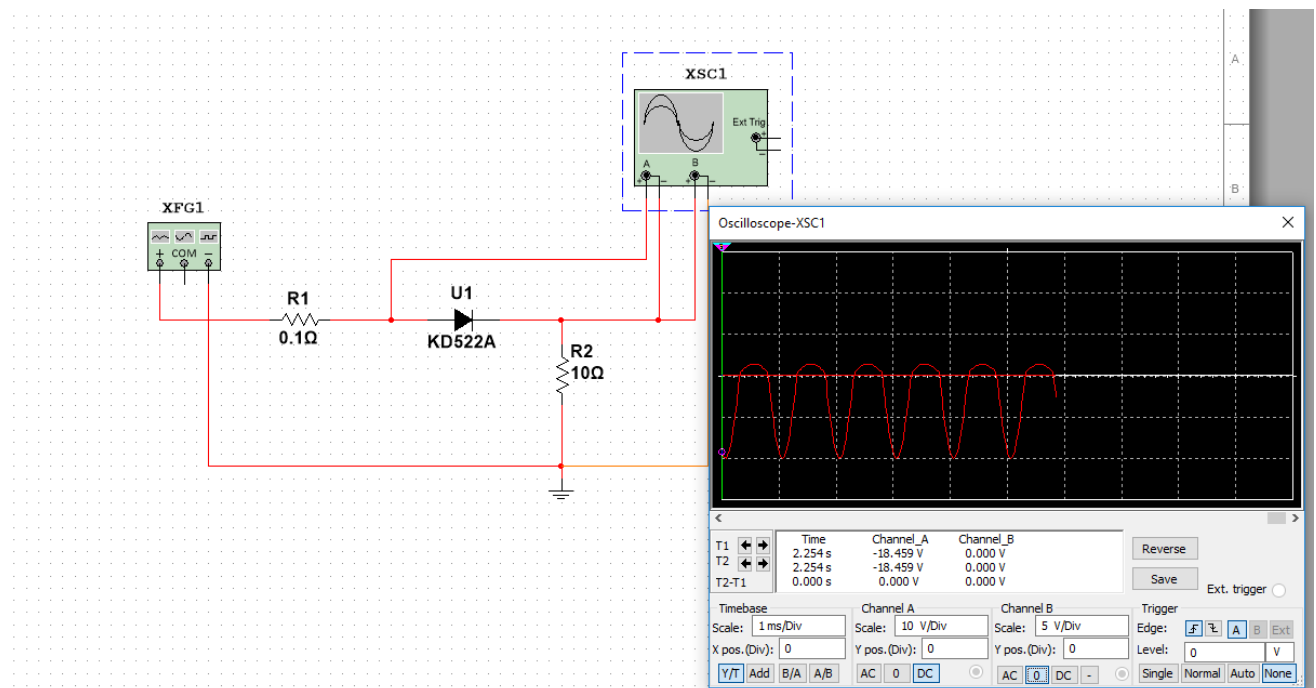 XSC1
Ext Trig
+
−
A
B
+ − + −
XFG1
+ COM −
R1
0.1Ω
U1
KD522A
R2
10Ω
A
B
Oscilloscope-XSC1
Time Channel_A Channel_B
T1 2.254 s -18.459 V 0.000 V
T2 2.254 s -18.459 V 0.000 V
T2-T1 0.000 s 0.000 V 0.000 V
Reverse
Save
Ext. trigger
Timebase
Scale: 1 ms/Div
X pos.(Div): 0
Y/T Add B/A A/B
Channel A
Scale: 10 V/Div
Y pos.(Div): 0
AC 0 DC
Channel B
Scale: 5 V/Div
Y pos.(Div): 0
AC 0 DC -
Trigger
Edge: A B Ext
Level: 0 V
Single Normal Auto None